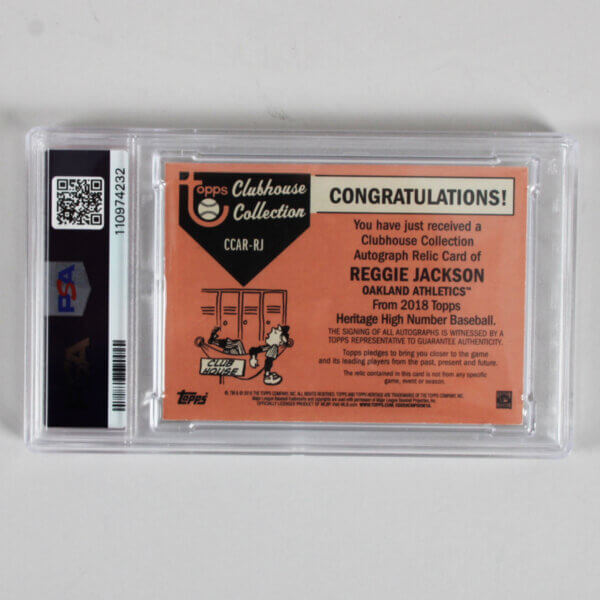 110974232
PSA
PSA
Topps Clubhouse
Collection
CCAR-RJ
CONGRATULATIONS!
You have just received a
Clubhouse Collection
Autograph Relic Card of
REGGIE JACKSON
OAKLAND ATHLETICS™
From 2018 Topps
Heritage High Number Baseball.
THE SIGNING OF ALL AUTOGRAPHS IS WITNESSED BY A
TOPPS REPRESENTATIVE TO GUARANTEE AUTHENTICITY.
Topps pledges to bring you closer to the game
and its leading players from the past, present and future.
The relic contained in this card is not from any specific
game, event or season.
CLUB
HOUSE
Topps